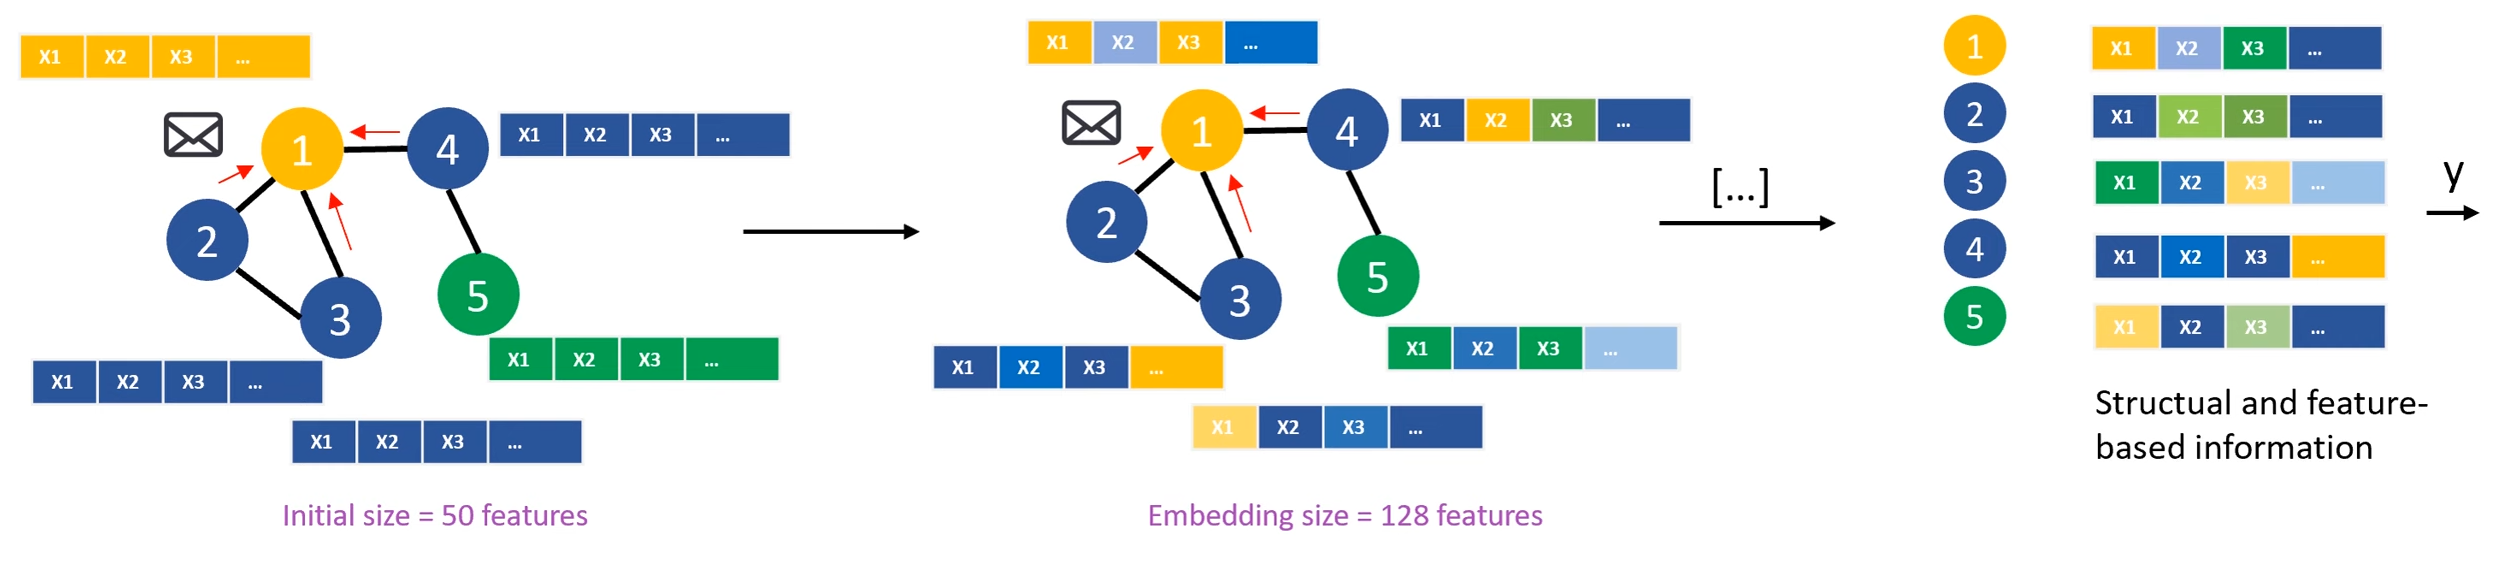 X1 X2 X3 ...
1
4
X1 X2 X3 ...
2
3
5
X1 X2 X3 ...
X1 X2 X3 ...
X1 X2 X3 ...
Initial size = 50 features
X1 X2 X3 ...
1
4
X1 X2 X3 ...
2
3
5
X1 X2 X3 ...
X1 X2 X3 ...
X1 X2 X3 ...
Embedding size = 128 features
[...]
1 X1 X2 X3 ...
2 X1 X2 X3 ...
3 X1 X2 X3 ...
4 X1 X2 X3 ...
5 X1 X2 X3 ...
y
Structual and feature-
based information